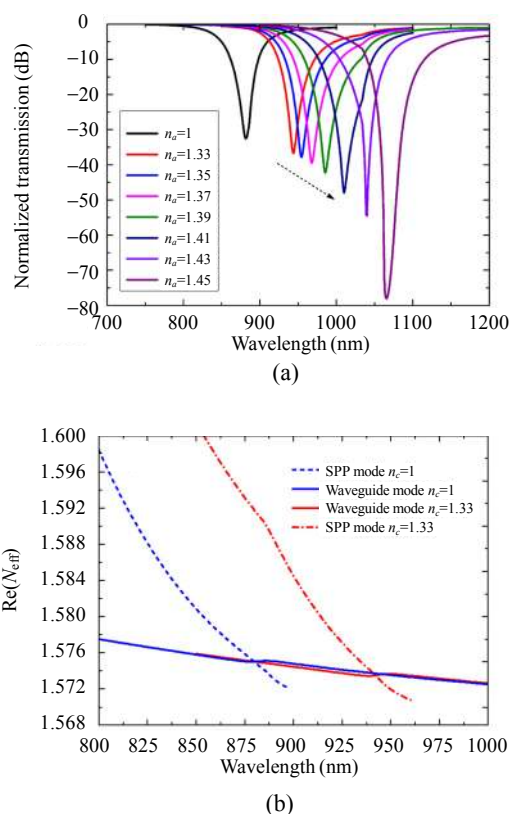 0
−10
−20
−30
−40
−50
−60
−70
−80
Normalized transmission (dB)
nₐ=1
nₐ=1.33
nₐ=1.35
nₐ=1.37
nₐ=1.39
nₐ=1.41
nₐ=1.43
nₐ=1.45
700 800 900 1000 1100 1200
Wavelength (nm)
(a)
1.600
1.596
1.592
1.588
1.584
1.580
1.576
1.572
1.568
Re(Neff)
SPP mode nc=1
Waveguide mode nc=1
Waveguide mode nc=1.33
SPP mode nc=1.33
800 825 850 875 900 925 950 975 1000
Wavelength (nm)
(b)